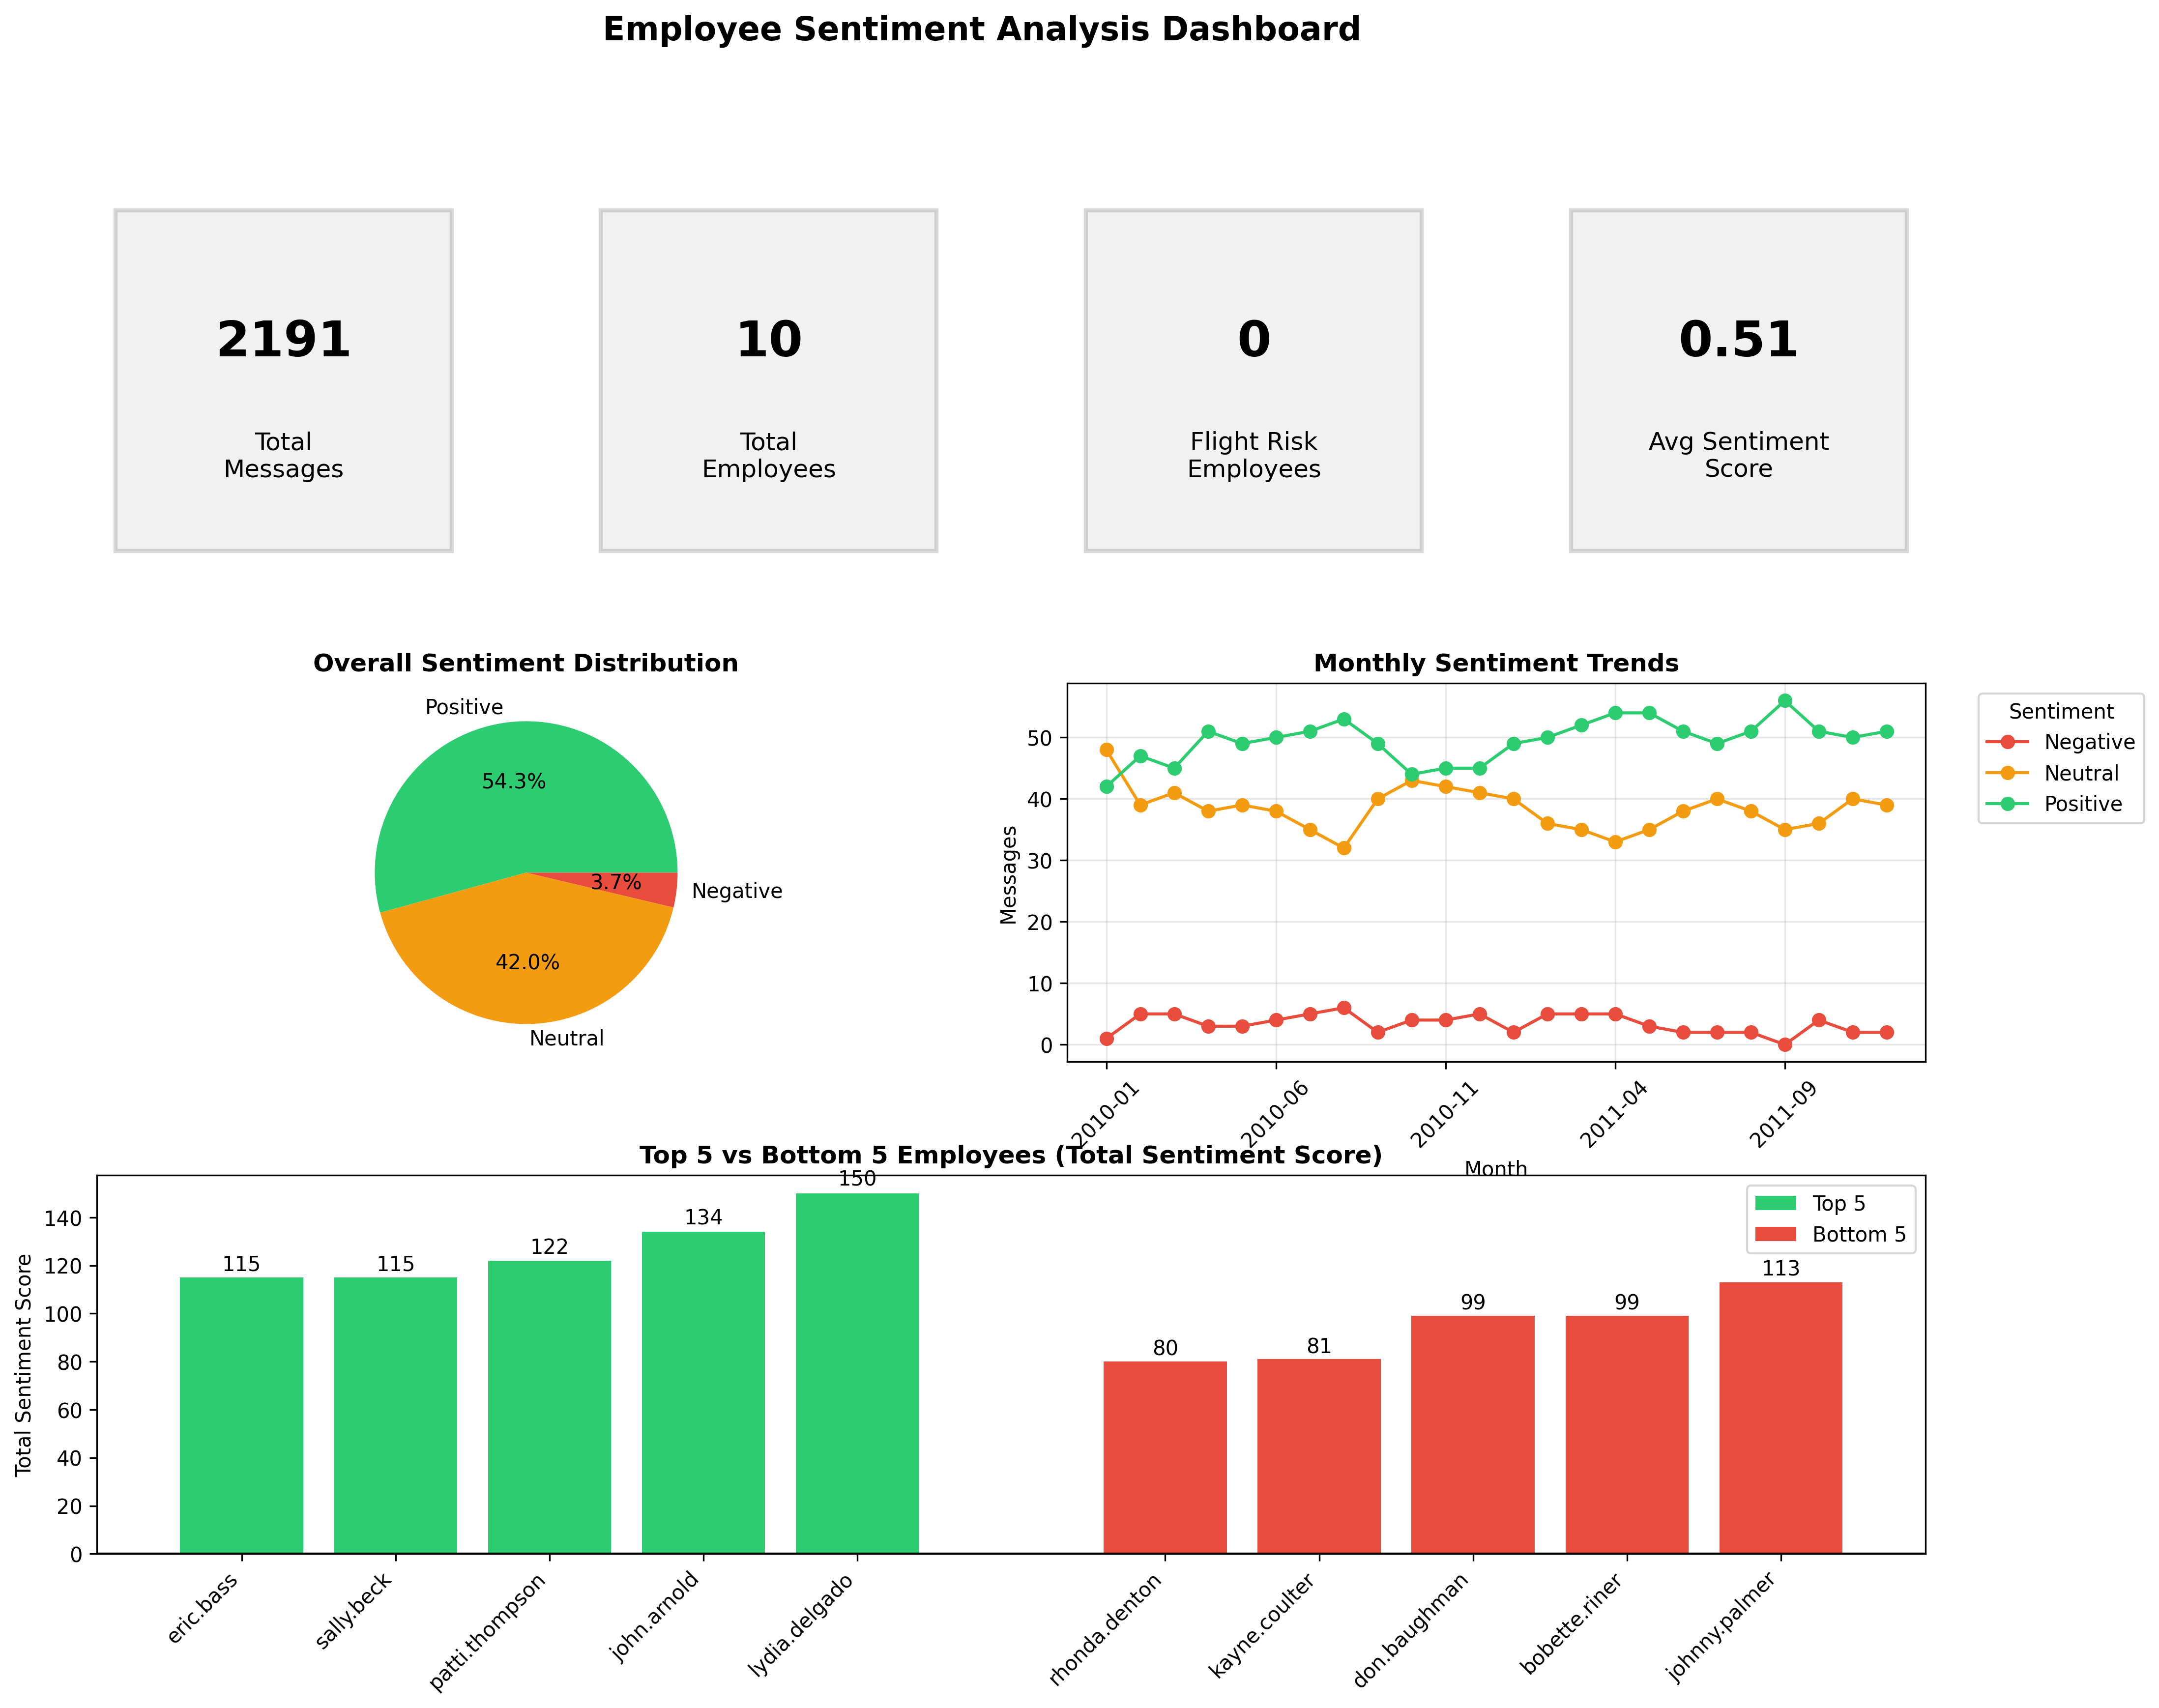 Employee Sentiment Analysis Dashboard
2191
Total
Messages
10
Total
Employees
0
Flight Risk
Employees
0.51
Avg Sentiment
Score
Overall Sentiment Distribution
Positive
54.3%
3.7%
Negative
42.0%
Neutral
Monthly Sentiment Trends
Messages
50
40
30
20
10
0
2010-01
2010-06
2010-11
2011-04
2011-09
Month
Sentiment
Negative
Neutral
Positive
Top 5 vs Bottom 5 Employees (Total Sentiment Score)
Total Sentiment Score
140
120
100
80
60
40
20
0
115
115
122
134
150
80
81
99
99
113
Top 5
Bottom 5
eric.bass
sally.beck
patti.thompson
john.arnold
lydia.delgado
rhonda.denton
kayne.coulter
don.baughman
bobette.riner
johnny.palmer